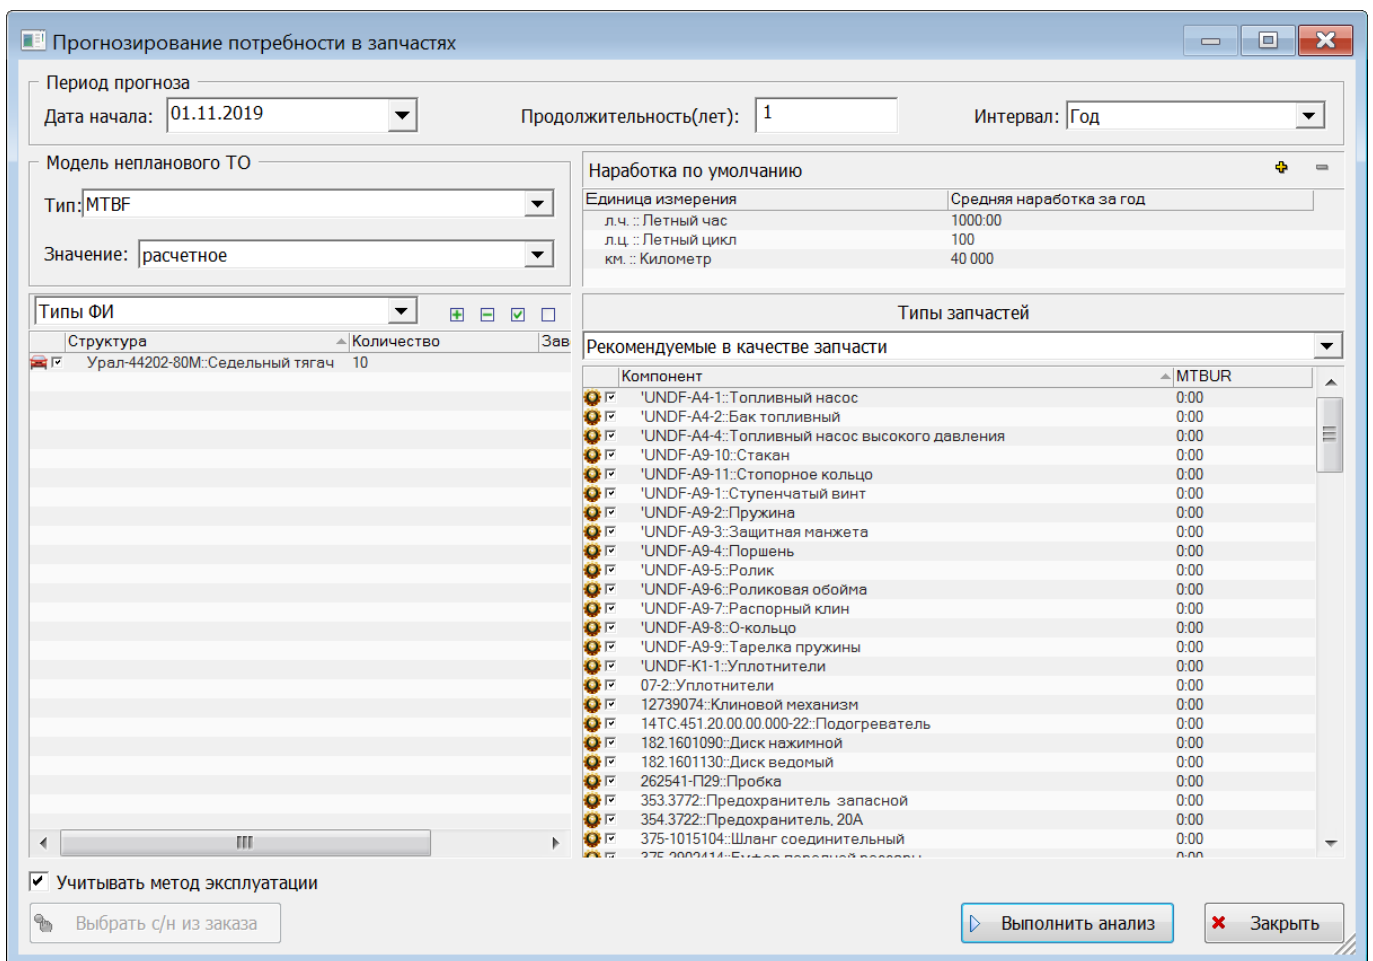 Прогнозирование потребности в запчастях
Период прогноза
Дата начала: 01.11.2019 Продолжительность(лет): 1 Интервал: Год
Модель непланового ТО
Тип: MTBF
Значение: расчетное
Наработка по умолчанию
Единица измерения Средняя наработка за год
л.ч. :: Летный час 1000:00
л.ц. :: Летный цикл 100
км. :: Километр 40 000
Типы ФИ
Структура Количество Зав
Урал-44202-80М::Седельный тягач 10
Типы запчастей
Рекомендуемые в качестве запчасти
Компонент MTBUR
'UNDF-A4-1::Топливный насос 0:00
'UNDF-A4-2::Бак топливный 0:00
'UNDF-A4-4::Топливный насос высокого давления 0:00
'UNDF-A9-10::Стакан 0:00
'UNDF-A9-11::Стопорное кольцо 0:00
'UNDF-A9-1::Ступенчатый винт 0:00
'UNDF-A9-2::Пружина 0:00
'UNDF-A9-3::Защитная манжета 0:00
'UNDF-A9-4::Поршень 0:00
'UNDF-A9-5::Ролик 0:00
'UNDF-A9-6::Роликовая обойма 0:00
'UNDF-A9-7::Распорный клин 0:00
'UNDF-A9-8::О-кольцо 0:00
'UNDF-A9-9::Тарелка пружины 0:00
'UNDF-K1-1::Уплотнители 0:00
07-2::Уплотнители 0:00
12739074::Клиновой механизм 0:00
14ТС.451.20.00.00.000-22::Подогреватель 0:00
182.1601090::Диск нажимной 0:00
182.1601130::Диск ведомый 0:00
262541-П29::Пробка 0:00
353.3772::Предохранитель запасной 0:00
354.3722::Предохранитель, 20А 0:00
375-1015104::Шланг соединительный 0:00
375-2902414::Буфер передней рессоры 0:00
Учитывать метод эксплуатации
Выбрать с/н из заказа Выполнить анализ Закрыть